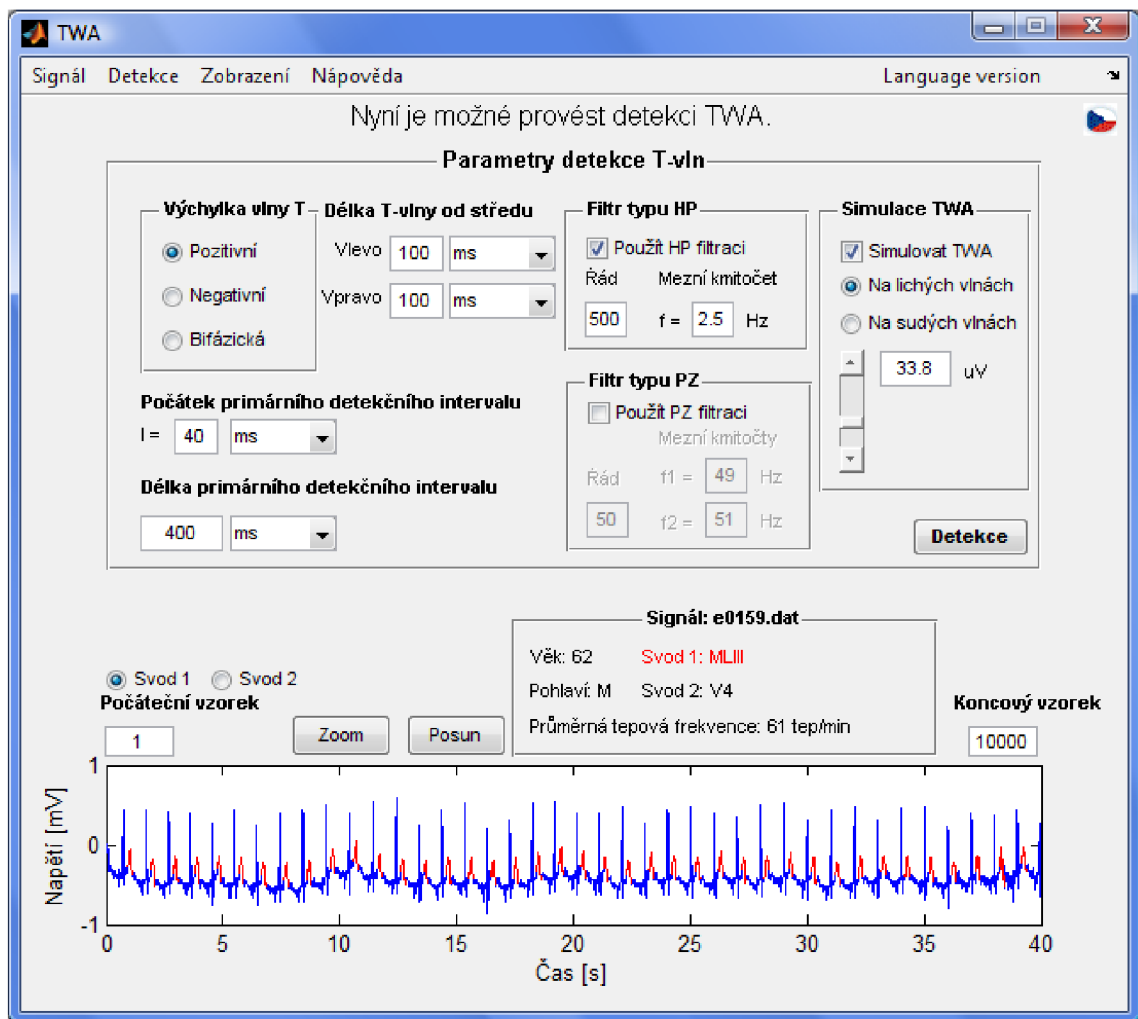 TWA
Signál Detekce Zobrazení Nápověda Language version
Nyní je možné provést detekci TWA.
Parametry detekce T-vln
Výchylka vlny T
Pozitivní
Negativní
Bifázická
Délka T-vlny od středu
Vlevo 100 ms
Vpravo 100 ms
Počátek primárního detekčního intervalu
I = 40 ms
Délka primárního detekčního intervalu
400 ms
Filtr typu HP
Použít HP filtraci
Řád Mezní kmitočet
500 f = 2.5 Hz
Filtr typu PZ
Použít PZ filtraci
Mezní kmitočty
Řád f1 = 49 Hz
50 f2 = 51 Hz
Simulace TWA
Simulovat TWA
Na lichých vlnách
Na sudých vlnách
33.8 uV
Detekce
Signál: e0159.dat
Věk: 62 Svod 1: MLIII
Pohlaví: M Svod 2: V4
Průměrná tepová frekvence: 61 tep/min
Svod 1 Svod 2
Počáteční vzorek
1
Zoom Posun
Koncový vzorek
10000
Napětí [mV]
1
0
-1
0 5 10 15 20 25 30 35 40
Čas [s]